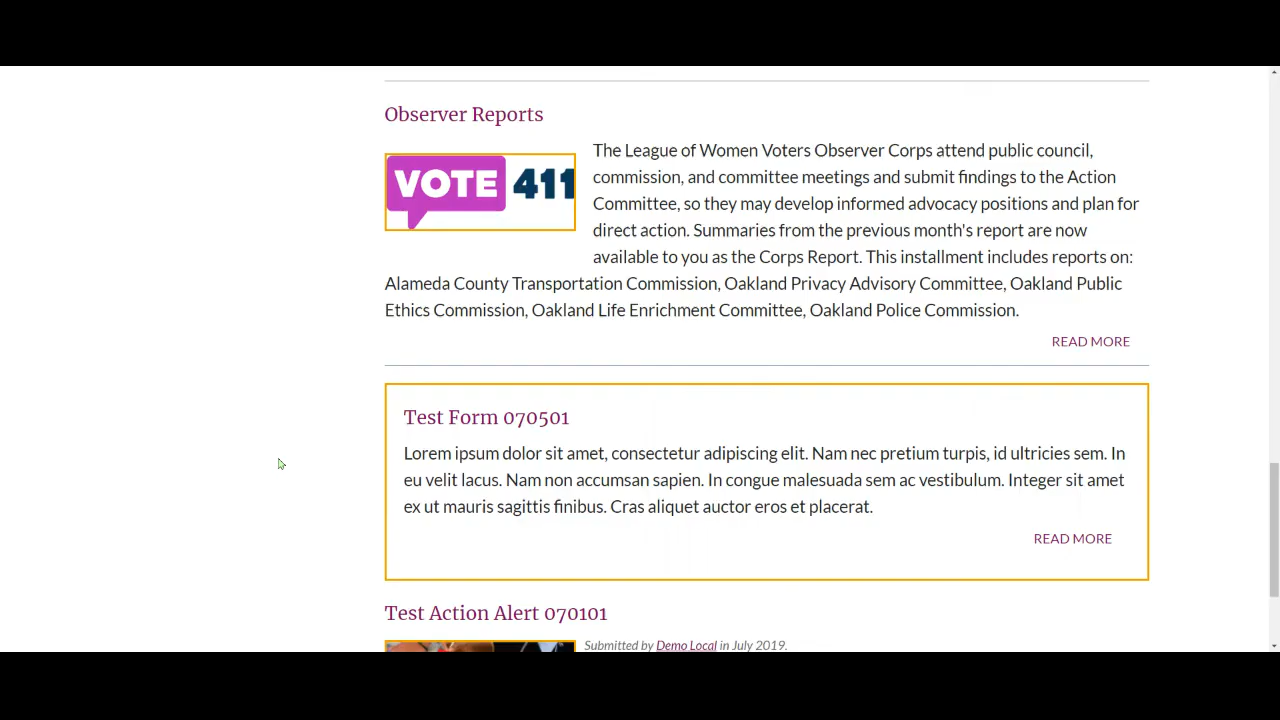 Observer Reports
VOTE 411
The League of Women Voters Observer Corps attend public council,
commission, and committee meetings and submit findings to the Action
Committee, so they may develop informed advocacy positions and plan for
direct action. Summaries from the previous month's report are now
available to you as the Corps Report. This installment includes reports on:
Alameda County Transportation Commission, Oakland Privacy Advisory Committee, Oakland Public
Ethics Commission, Oakland Life Enrichment Committee, Oakland Police Commission.
READ MORE
Test Form 070501
Lorem ipsum dolor sit amet, consectetur adipiscing elit. Nam nec pretium turpis, id ultricies sem. In
eu velit lacus. Nam non accumsan sapien. In congue malesuada sem ac vestibulum. Integer sit amet
ex ut mauris sagittis finibus. Cras aliquet auctor eros et placerat.
READ MORE
Test Action Alert 070101
Submitted by Demo Local in July 2019.